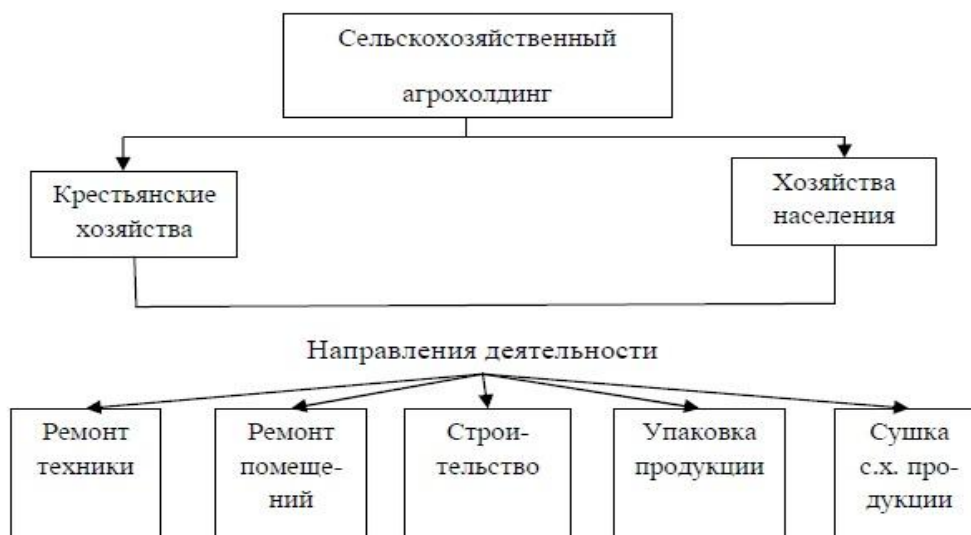 Сельскохозяйственный
агрохолдинг
Крестьянские
хозяйства
Хозяйства
населения
Направления деятельности
Ремонт
техники
Ремонт
помеще-
ний
Строи-
тельство
Упаковка
продукции
Сушка
с.х. про-
дукции